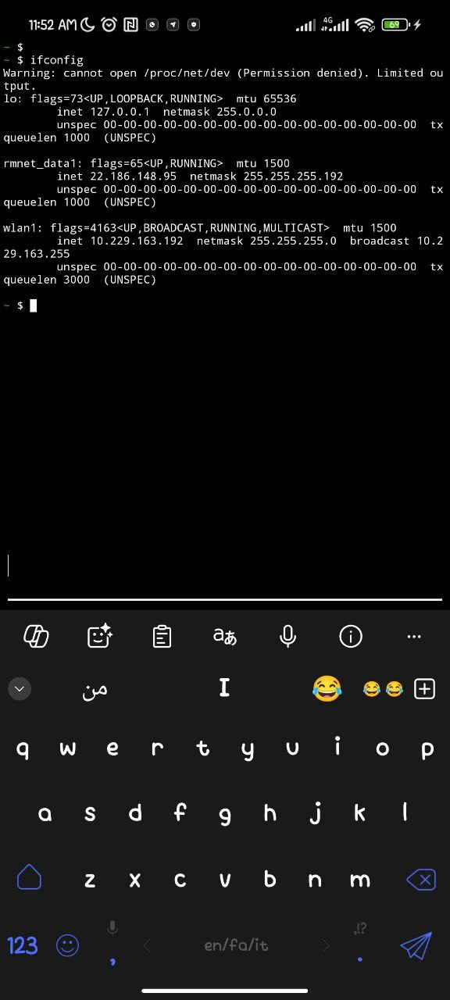 11:52 AM
4G
69
~ $
~ $ ifconfig
Warning: cannot open /proc/net/dev (Permission denied). Limited ou
tput.
lo: flags=73<UP,LOOPBACK,RUNNING>  mtu 65536
        inet 127.0.0.1  netmask 255.0.0.0
        unspec 00-00-00-00-00-00-00-00-00-00-00-00-00-00-00-00  tx
queuelen 1000  (UNSPEC)
rmnet_data1: flags=65<UP,RUNNING>  mtu 1500
        inet 22.186.148.95  netmask 255.255.255.192
        unspec 00-00-00-00-00-00-00-00-00-00-00-00-00-00-00-00  tx
queuelen 1000  (UNSPEC)
wlan1: flags=4163<UP,BROADCAST,RUNNING,MULTICAST>  mtu 1500
        inet 10.229.163.192  netmask 255.255.255.0  broadcast 10.2
29.163.255
        unspec 00-00-00-00-00-00-00-00-00-00-00-00-00-00-00-00  tx
queuelen 3000  (UNSPEC)
~ $
aあ
من I 😂 😂😂
q w e r t y u i o p
a s d f g h j k l
z x c v b n m
,!?
123 , en/fa/it .